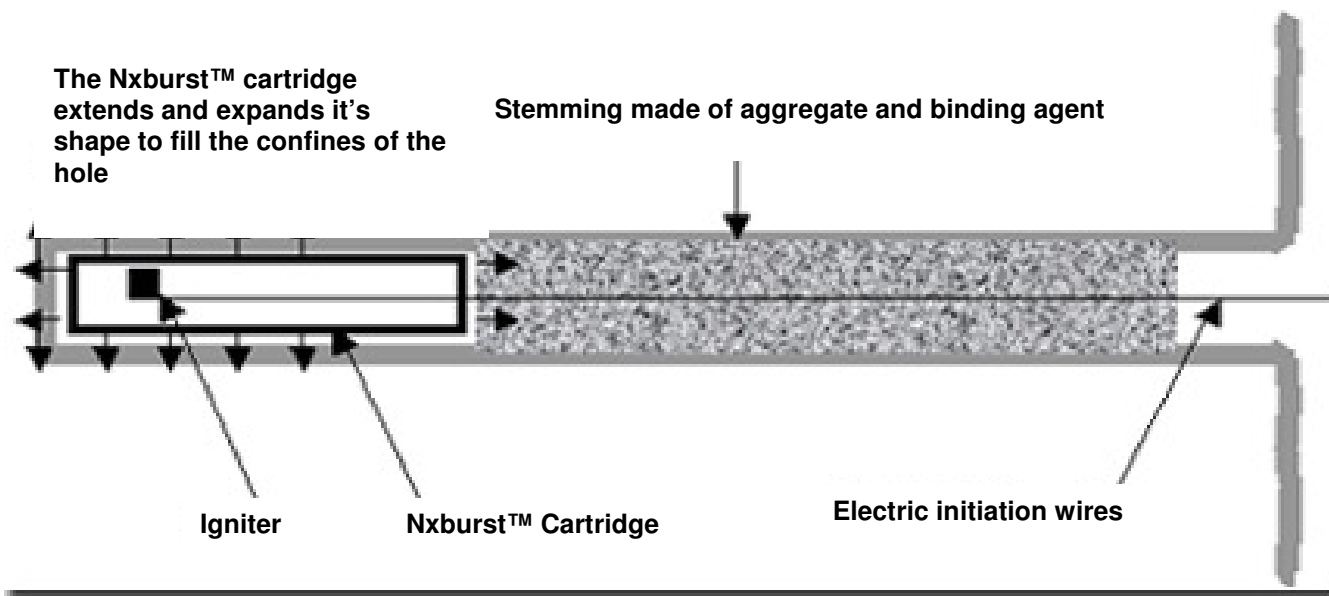 The Nxburst™ cartridge
extends and expands it's
shape to fill the confines of the
hole
Stemming made of aggregate and binding agent
Igniter
Nxburst™ Cartridge
Electric initiation wires